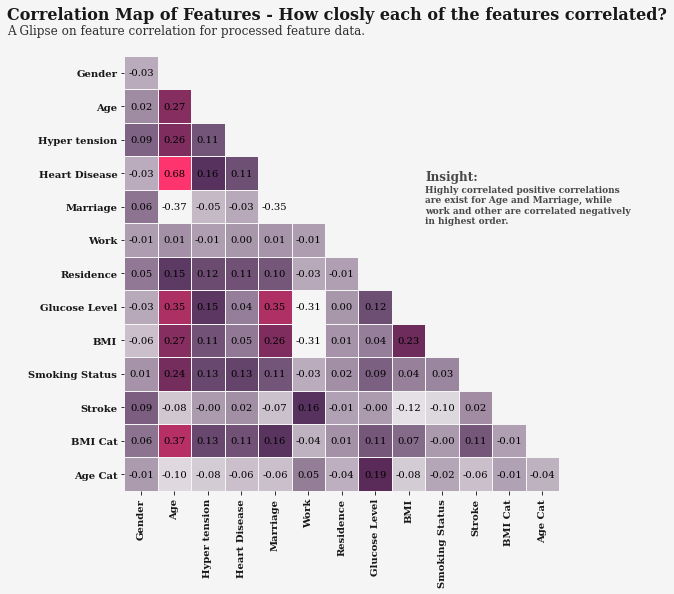 Correlation Map of Features - How closly each of the features correlated?
A Glipse on feature correlation for processed feature data.
Gender -0.03
Age 0.02 0.27
Hyper tension 0.09 0.26 0.11
Heart Disease -0.03 0.68 0.16 0.11
Marriage 0.06 -0.37 -0.05 -0.03 -0.35
Work -0.01 0.01 -0.01 0.00 0.01 -0.01
Residence 0.05 0.15 0.12 0.11 0.10 -0.03 -0.01
Glucose Level -0.03 0.35 0.15 0.04 0.35 -0.31 0.00 0.12
BMI -0.06 0.27 0.11 0.05 0.26 -0.31 0.01 0.04 0.23
Smoking Status 0.01 0.24 0.13 0.13 0.11 -0.03 0.02 0.09 0.04 0.03
Stroke 0.09 -0.08 -0.00 0.02 -0.07 0.16 -0.01 -0.00 -0.12 -0.10 0.02
BMI Cat 0.06 0.37 0.13 0.11 0.16 -0.04 0.01 0.11 0.07 -0.00 0.11 -0.01
Age Cat -0.01 -0.10 -0.08 -0.06 -0.06 0.05 -0.04 0.19 -0.08 -0.02 -0.06 -0.01 -0.04
Gender
Age
Hyper tension
Heart Disease
Marriage
Work
Residence
Glucose Level
BMI
Smoking Status
Stroke
BMI Cat
Age Cat
Insight:
Highly correlated positive correlations
are exist for Age and Marriage, while
work and other are correlated negatively
in highest order.